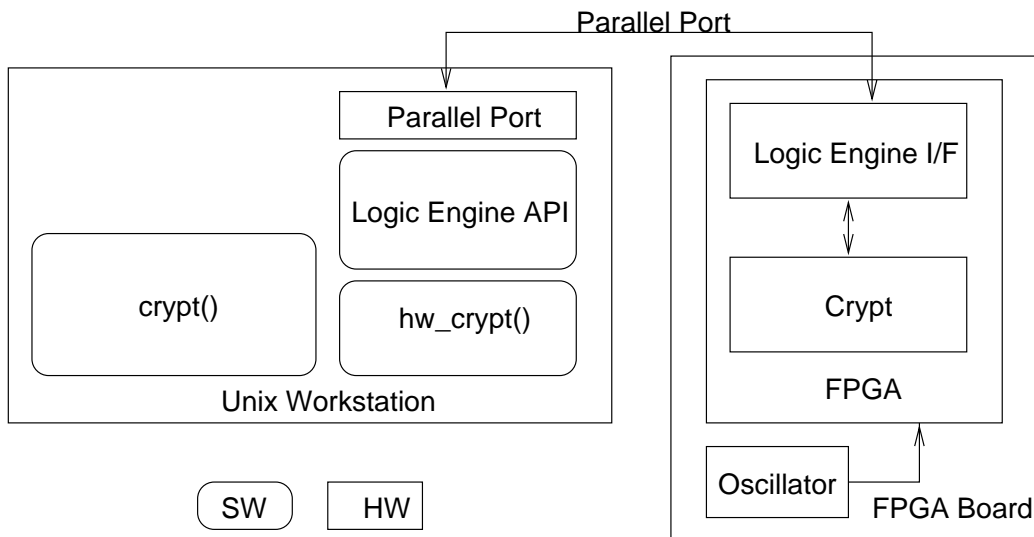 Parallel Port
Parallel Port
Logic Engine API
crypt()
hw_crypt()
Unix Workstation
SW
HW
Logic Engine I/F
Crypt
FPGA
Oscillator
FPGA Board